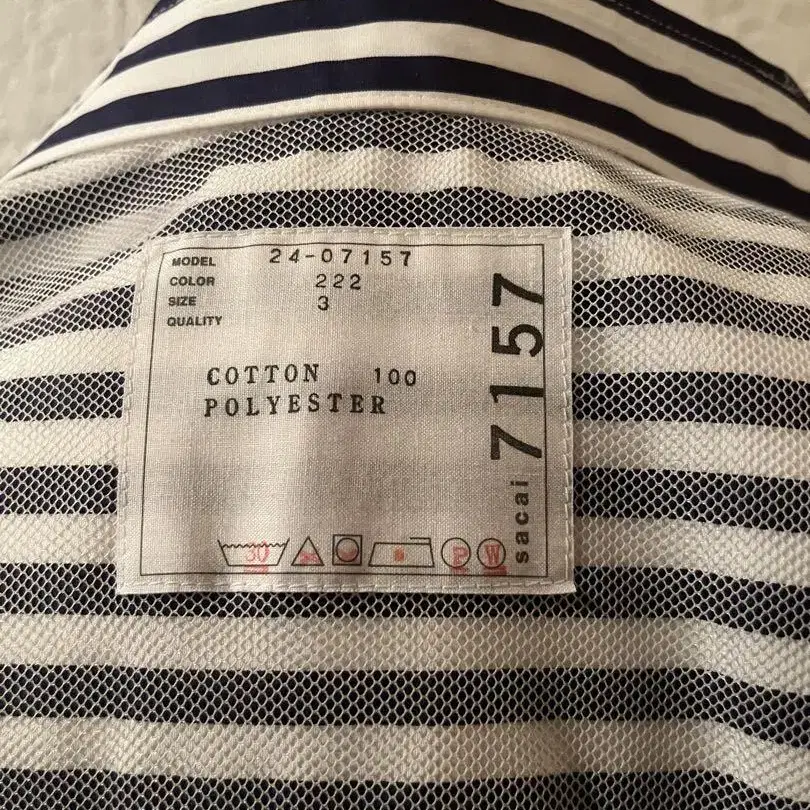 MODEL 24-07157
COLOR 222
SIZE 3
QUALITY
COTTON 100
POLYESTER
30
P
W
sacai 7157